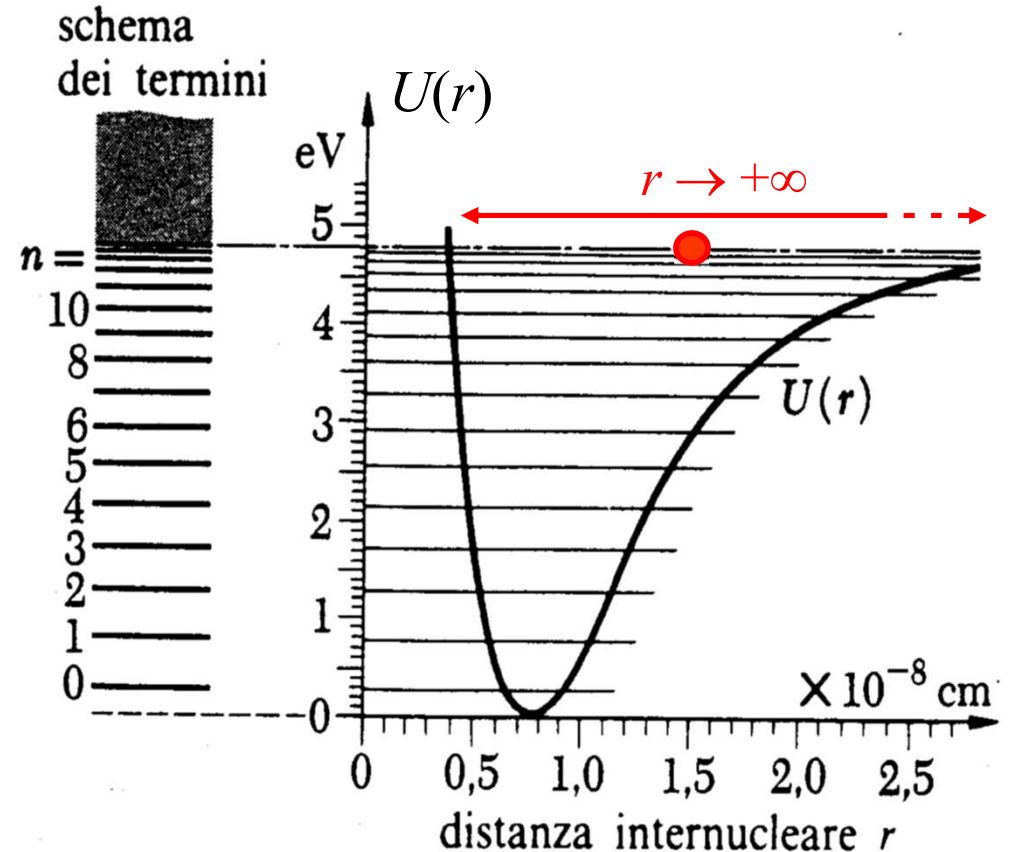 schema
dei termini
U(r)
eV
r → +∞
5
n =
10
4
8
U(r)
3
6
5
2
4
3
2
1
1
0
× 10⁻⁸ cm
0
0 0,5 1,0 1,5 2,0 2,5
distanza internucleare r